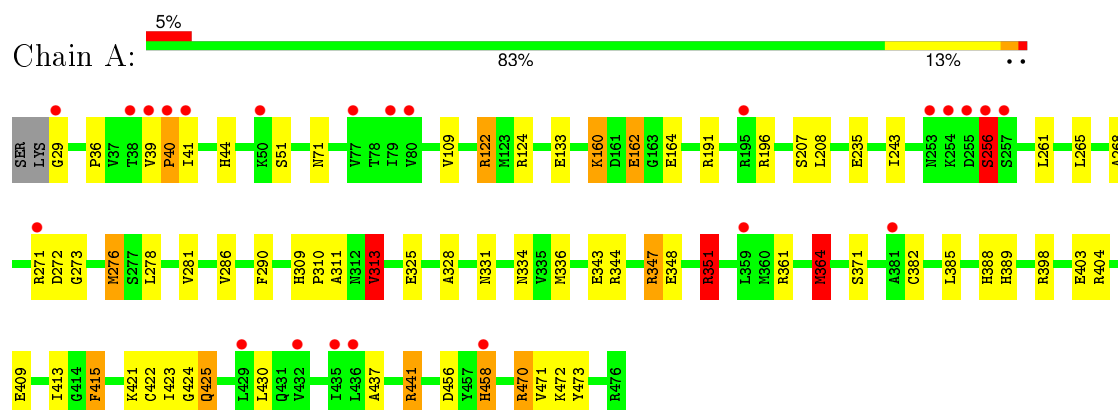 5%
Chain A:
83% 13% • •
SER LYS G29 P36 V37 T38 V39 P40 I41 H44 K50 S51 N71 V77 T78 I79 V80 V109 R122 M123 R124 E133 K160 D161 E162 G163 E164 R191 R195 R196 S207 L208 E235 I243 N253 K254 D255 S256 S257 L261 L265 A268
R271 D272 G273 M276 S277 L278 V281 V286 F290 H309 P310 A311 N312 V313 E325 A328 N331 N334 V335 M336 E343 R344 R347 E348 R351 L359 M360 R361 M364 S371 A381 C382 L385 H388 H389 R398 E403 R404
E409 I413 G414 F415 K421 C422 I423 G424 Q425 L429 L430 Q431 V432 I435 L436 A437 R441 D456 Y457 H458 R470 V471 K472 Y473 R476